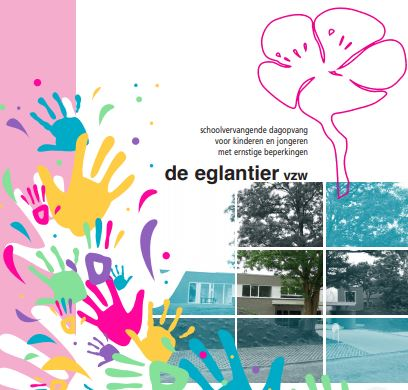 schoolvervangende dagopvang
voor kinderen en jongeren
met ernstige beperkingen
de eglantier vzw